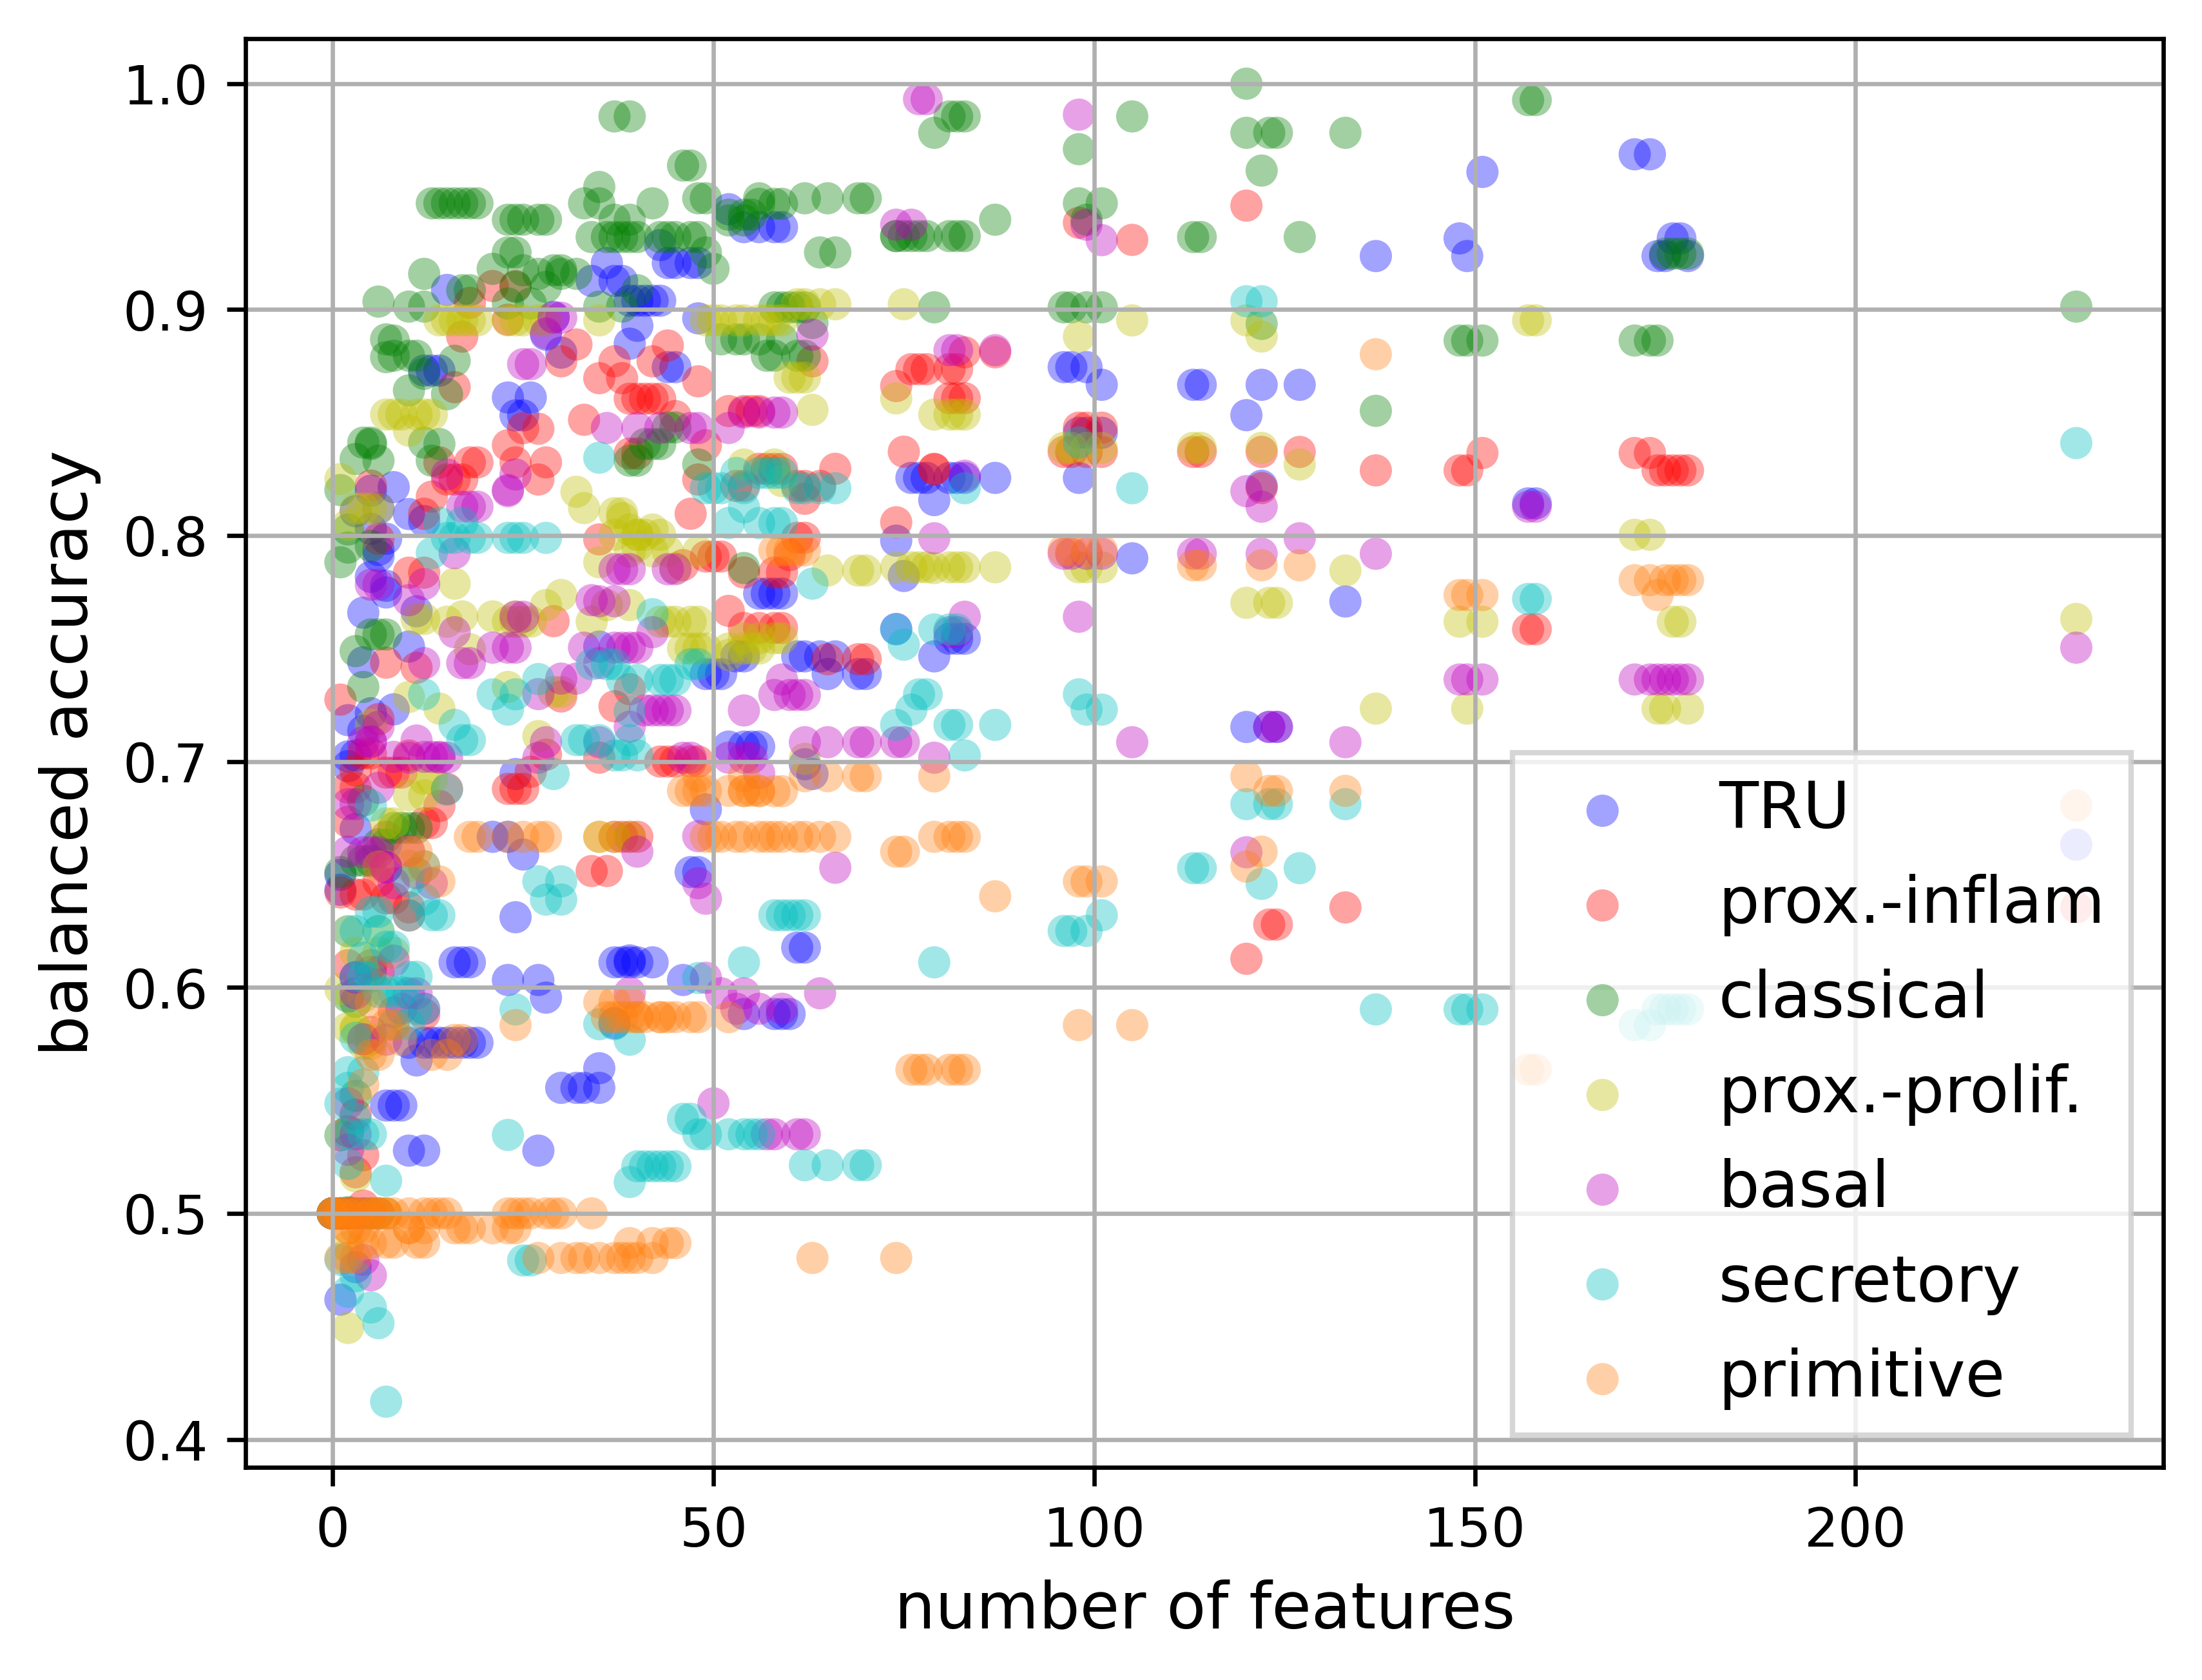 1.0
0.9
0.8
0.7
0.6
0.5
0.4
balanced accuracy
0 50 100 150 200
number of features
TRU
prox.-inflam
classical
prox.-prolif.
basal
secretory
primitive